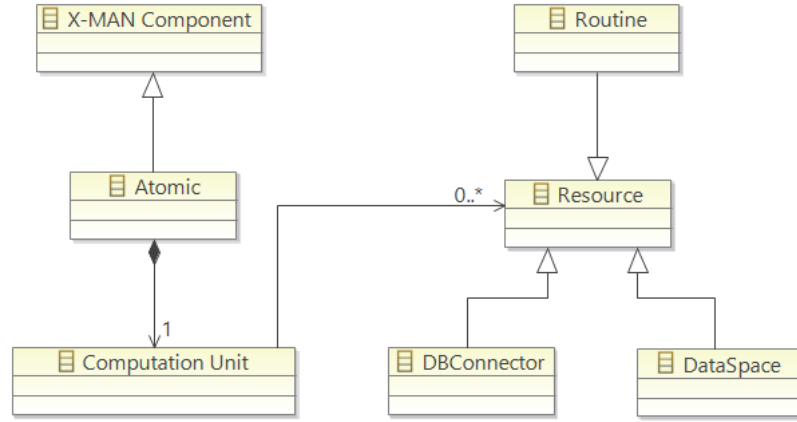 X-MAN Component
Routine
Atomic
0..*
Resource
1
Computation Unit
DBConnector
DataSpace